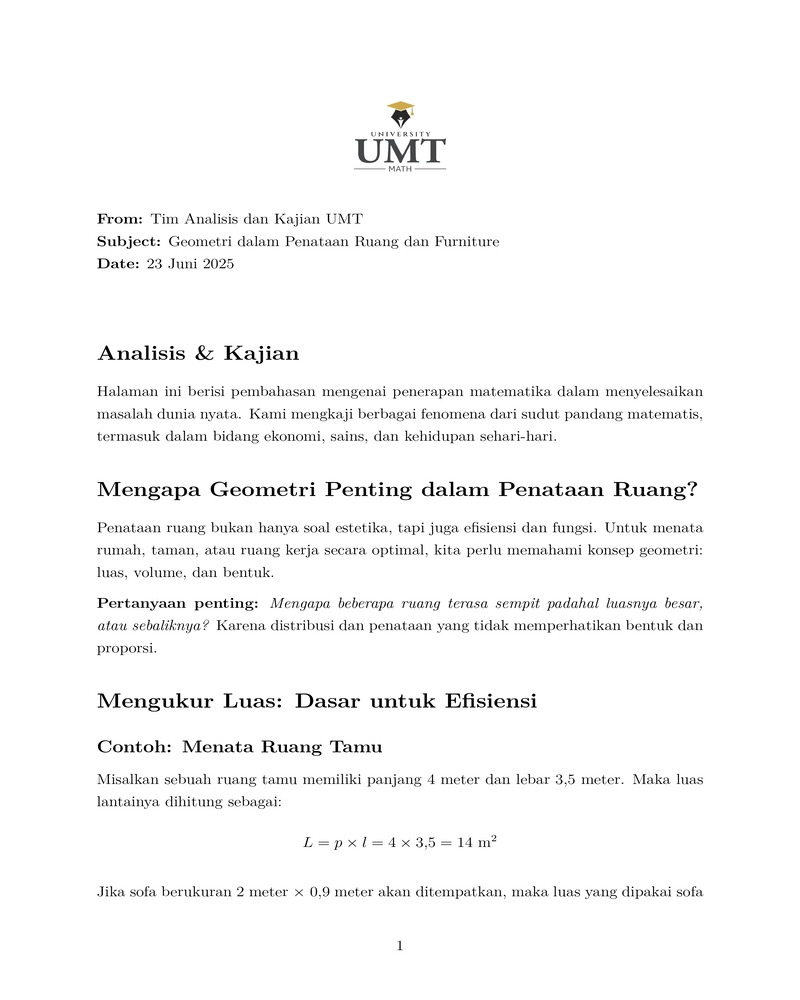 UNIVERSITY
UMT
MATH
From: Tim Analisis dan Kajian UMT
Subject: Geometri dalam Penataan Ruang dan Furniture
Date: 23 Juni 2025
Analisis & Kajian
Halaman ini berisi pembahasan mengenai penerapan matematika dalam menyelesaikan
masalah dunia nyata. Kami mengkaji berbagai fenomena dari sudut pandang matematis,
termasuk dalam bidang ekonomi, sains, dan kehidupan sehari-hari.
Mengapa Geometri Penting dalam Penataan Ruang?
Penataan ruang bukan hanya soal estetika, tapi juga efisiensi dan fungsi. Untuk menata
rumah, taman, atau ruang kerja secara optimal, kita perlu memahami konsep geometri:
luas, volume, dan bentuk.
Pertanyaan penting: Mengapa beberapa ruang terasa sempit padahal luasnya besar,
atau sebaliknya? Karena distribusi dan penataan yang tidak memperhatikan bentuk dan
proporsi.
Mengukur Luas: Dasar untuk Efisiensi
Contoh: Menata Ruang Tamu
Misalkan sebuah ruang tamu memiliki panjang 4 meter dan lebar 3,5 meter. Maka luas
lantainya dihitung sebagai:
L = p × l = 4 × 3,5 = 14 m²
Jika sofa berukuran 2 meter × 0,9 meter akan ditempatkan, maka luas yang dipakai sofa
1